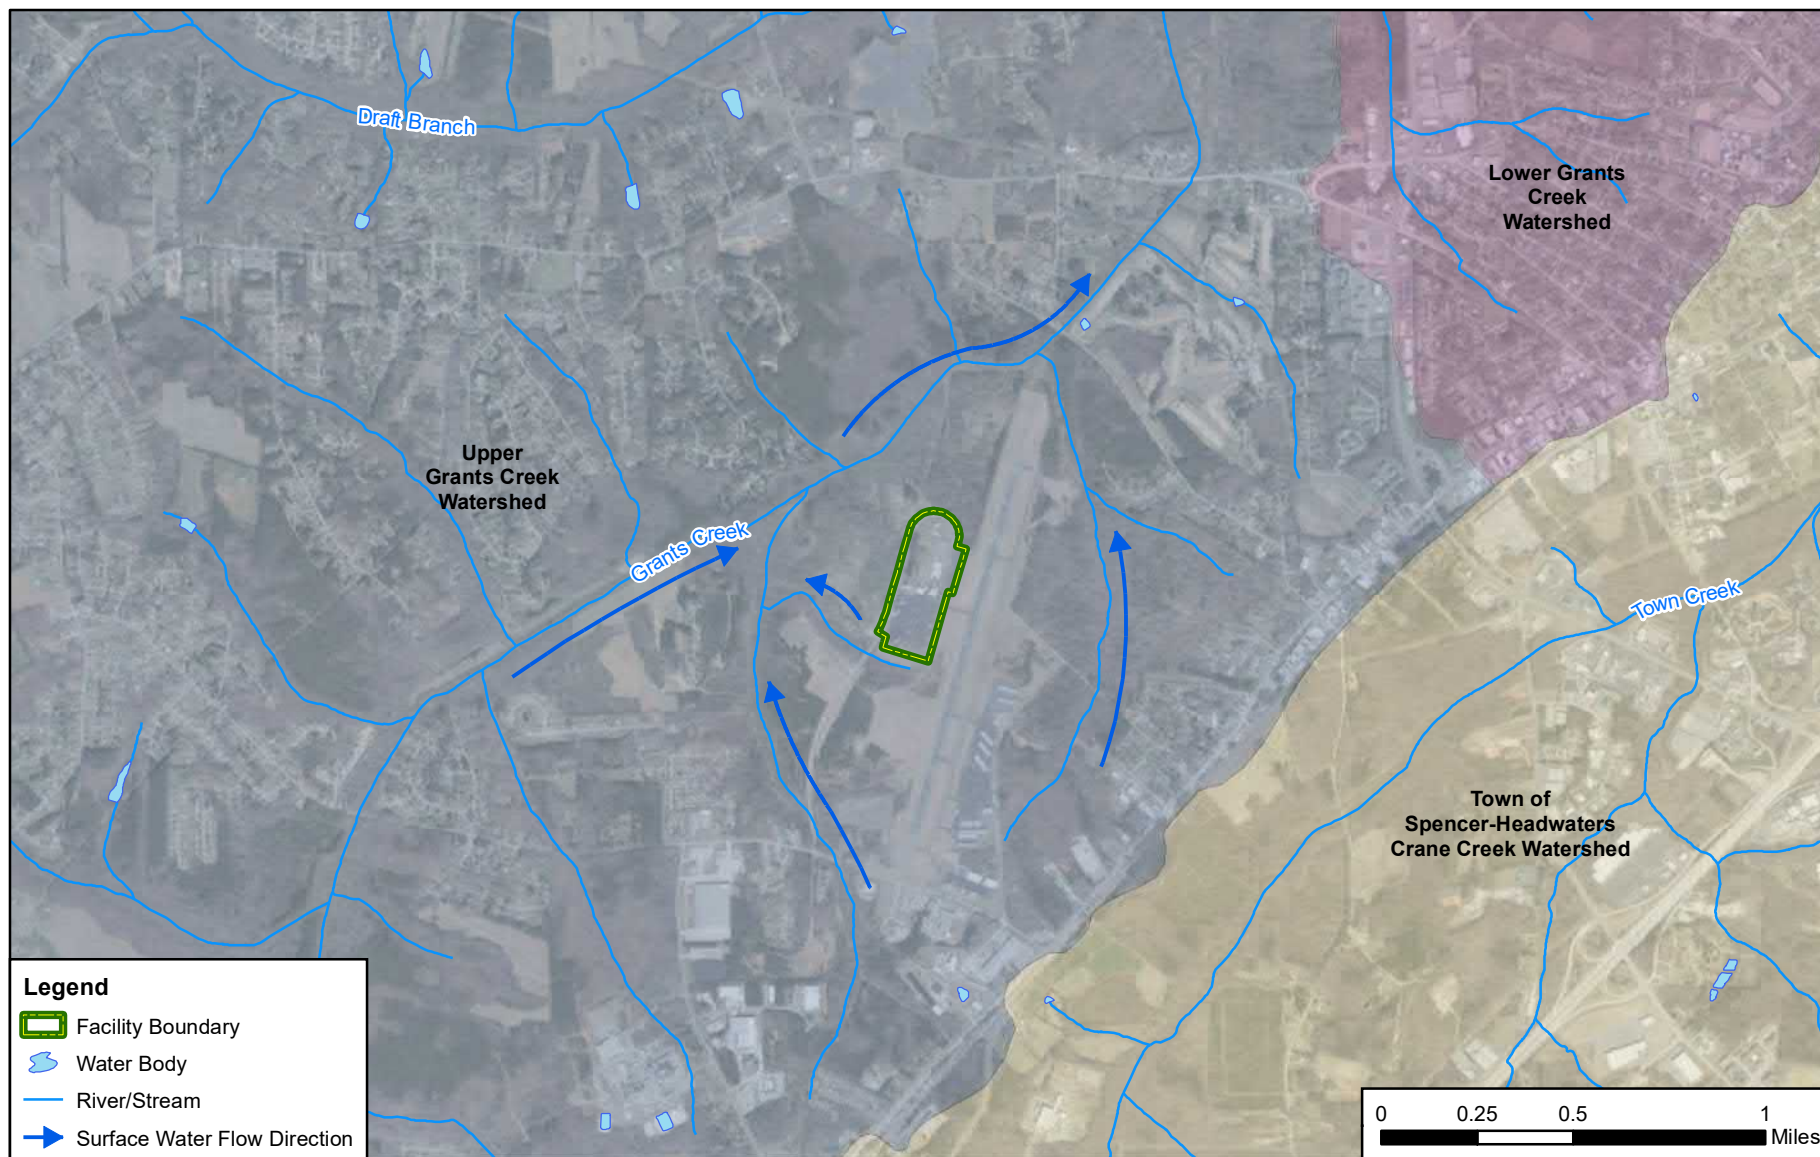 Draft Branch
Lower Grants
Creek
Watershed
Upper
Grants Creek
Watershed
Grants Creek
Town Creek
Town of
Spencer-Headwaters
Crane Creek Watershed
Legend
Facility Boundary
Water Body
River/Stream
Surface Water Flow Direction
0 0.25 0.5 1
Miles